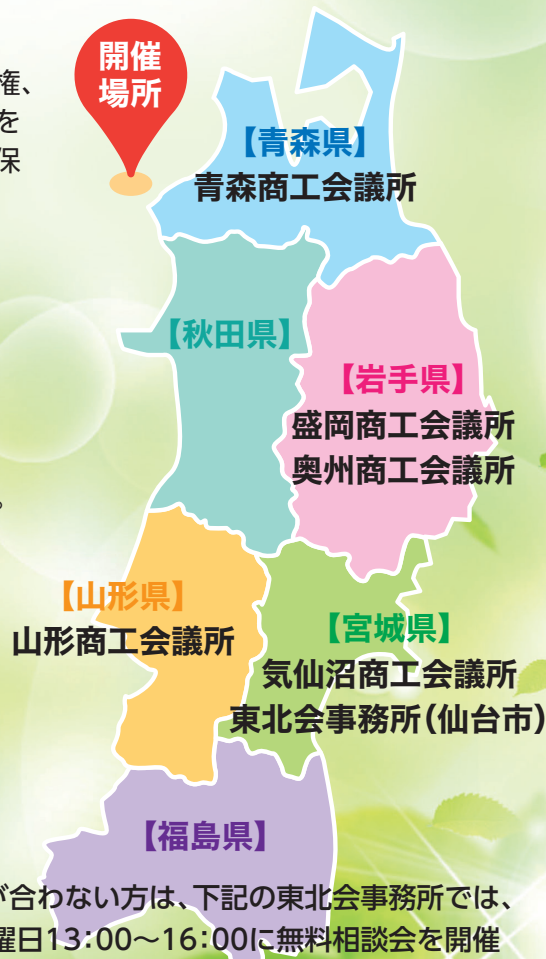 開催
場所
権、
を
保
【青森県】
青森商工会議所
【秋田県】
【岩手県】
盛岡商工会議所
奥州商工会議所
。
【山形県】
山形商工会議所
【宮城県】
気仙沼商工会議所
東北会事務所(仙台市)
【福島県】
が合わない方は、下記の東北会事務所では、
曜日13:00〜16:00に無料相談会を開催